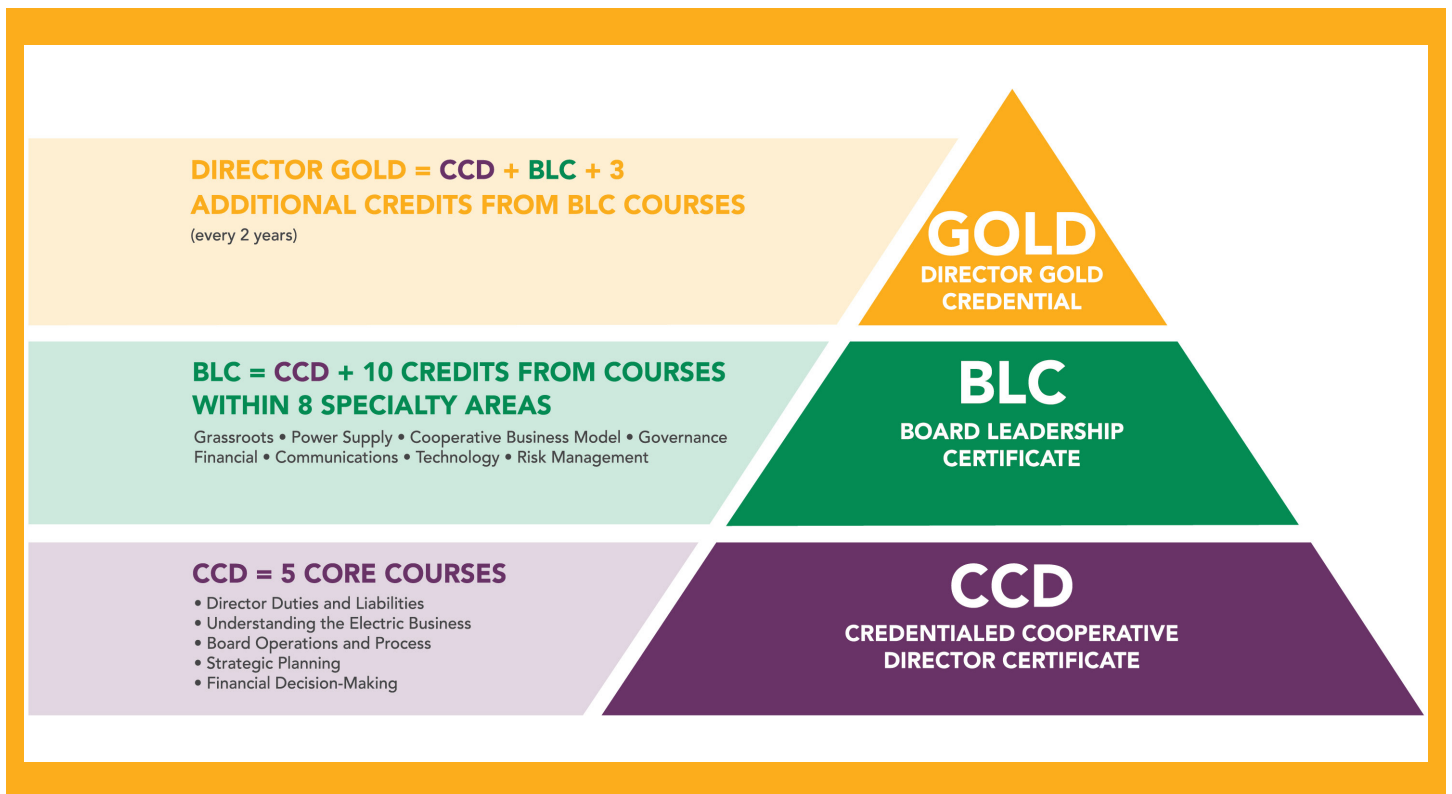 DIRECTOR GOLD = CCD + BLC + 3
ADDITIONAL CREDITS FROM BLC COURSES
(every 2 years)
GOLD
DIRECTOR GOLD
CREDENTIAL
BLC = CCD + 10 CREDITS FROM COURSES
WITHIN 8 SPECIALTY AREAS
Grassroots • Power Supply • Cooperative Business Model • Governance
Financial • Communications • Technology • Risk Management
BLC
BOARD LEADERSHIP
CERTIFICATE
CCD = 5 CORE COURSES
• Director Duties and Liabilities
• Understanding the Electric Business
• Board Operations and Process
• Strategic Planning
• Financial Decision-Making
CCD
CREDENTIALED COOPERATIVE
DIRECTOR CERTIFICATE